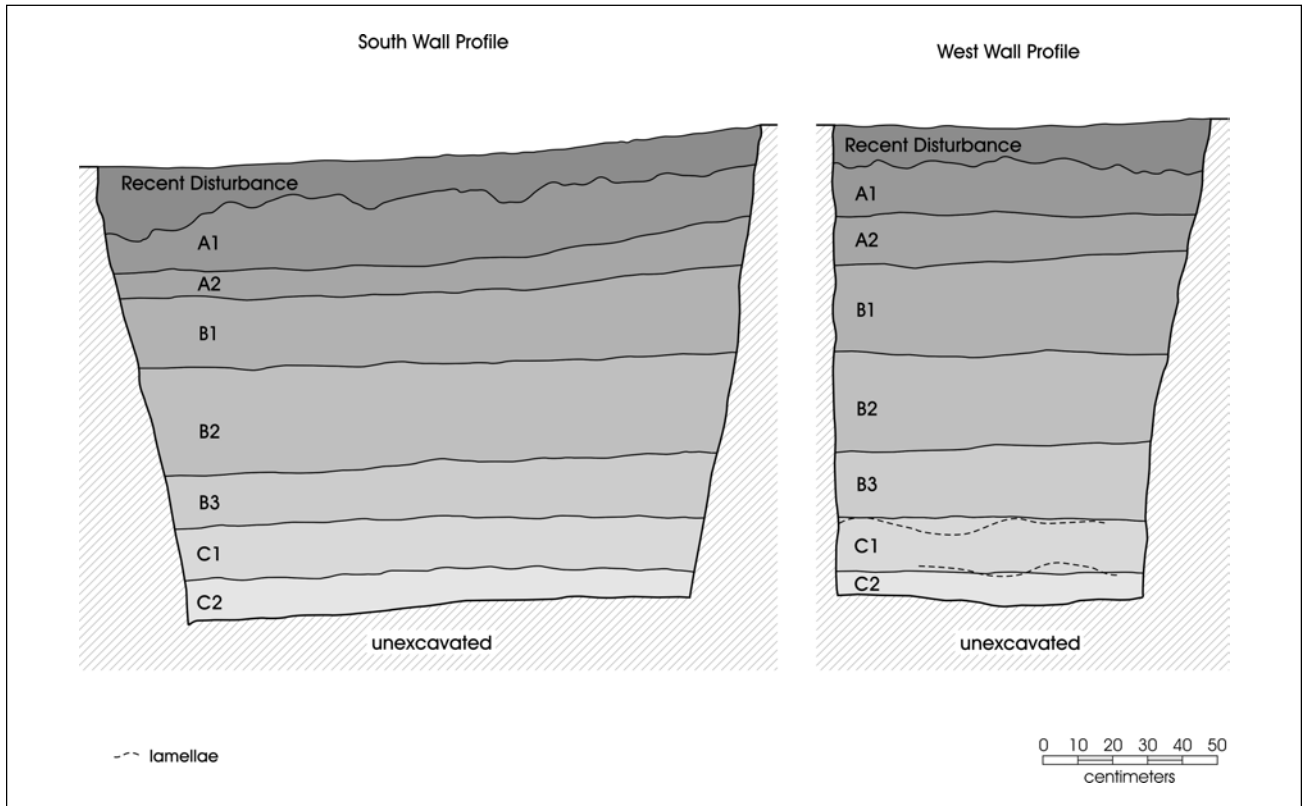 South Wall Profile
Recent Disturbance
A1
A2
B1
B2
B3
C1
C2
unexcavated
West Wall Profile
Recent Disturbance
A1
A2
B1
B2
B3
C1
C2
unexcavated
lamellae
0 10 20 30 40 50
centimeters